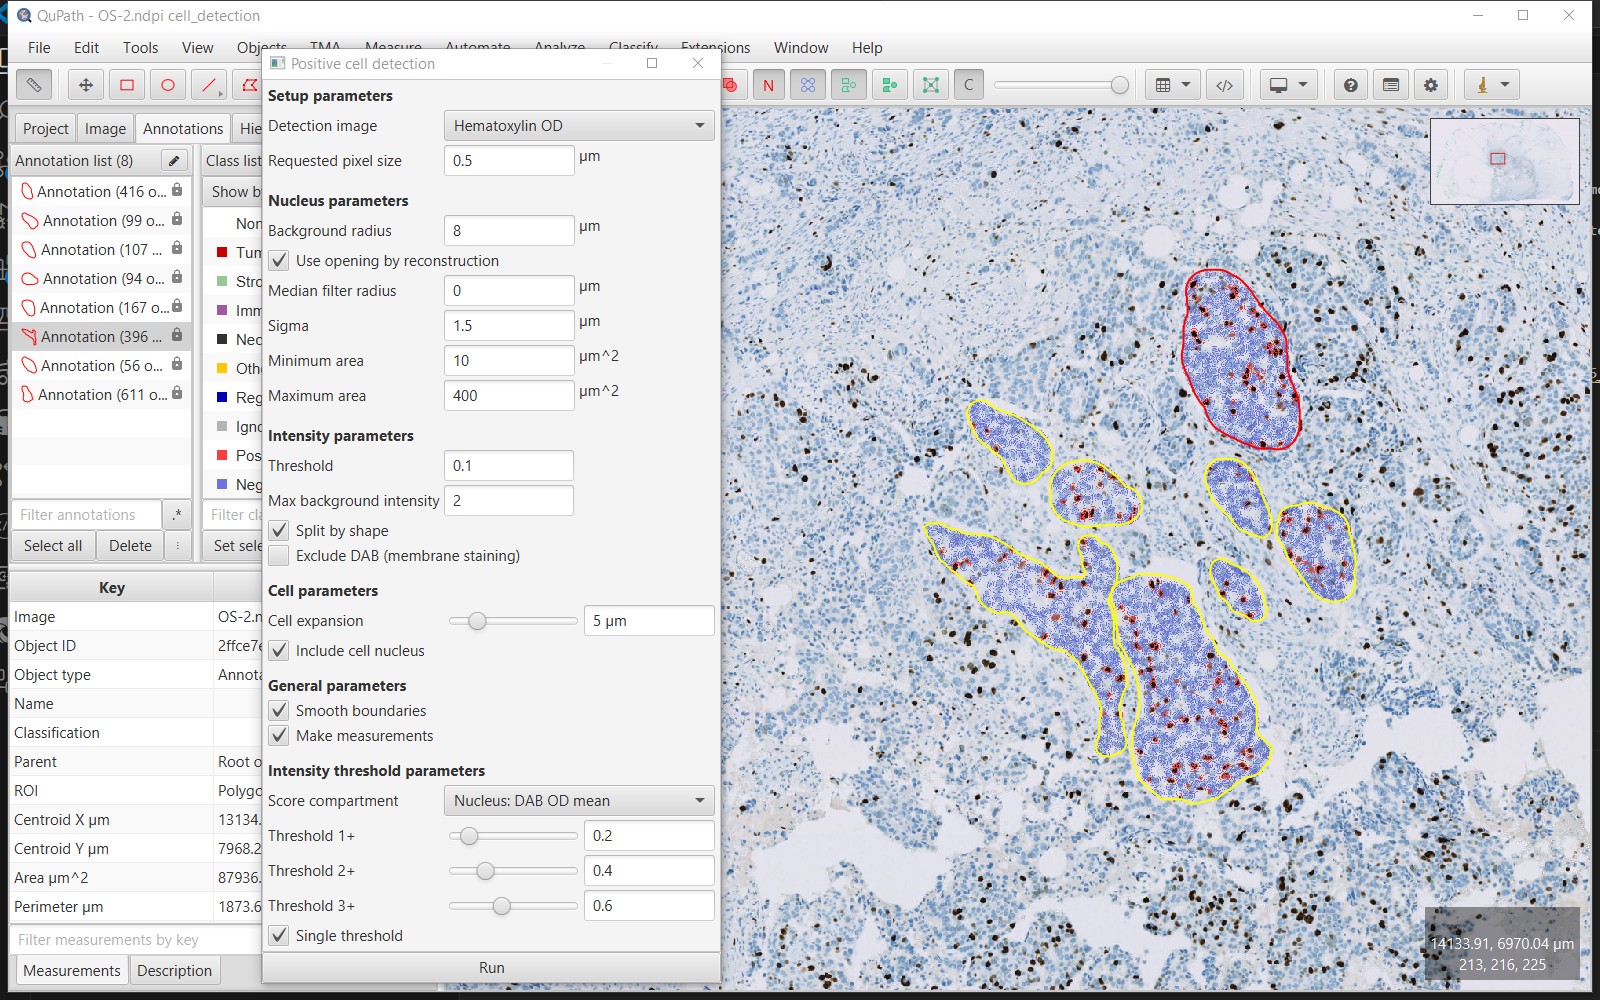 QuPath - OS-2.ndpi cell_detection
File Edit Tools View Objects TMA Measure Automate Analyze Classify Extensions Window Help
Positive cell detection
N
C
Project Image Annotations Hie
Annotation list (8)
Annotation (416 o...
Annotation (99 o...
Annotation (107 ...
Annotation (94 o...
Annotation (167 o...
Annotation (396 ...
Annotation (56 o...
Annotation (611 o...
Filter annotations .*
Select all Delete
Class list
Show b
Non
Tum
Stro
Imm
Nec
Oth
Reg
Igno
Pos
Neg
Filter cla
Set sele
Key
Image OS-2.n
Object ID 2ffce7
Object type Annota
Name
Classification
Parent Root o
ROI Polygo
Centroid X µm 13134.
Centroid Y µm 7968.2
Area µm^2 87936.
Perimeter µm 1873.6
Filter measurements by key
Measurements Description
Setup parameters
Detection image Hematoxylin OD
Requested pixel size 0.5 µm
Nucleus parameters
Background radius 8 µm
Use opening by reconstruction
Median filter radius 0 µm
Sigma 1.5 µm
Minimum area 10 µm^2
Maximum area 400 µm^2
Intensity parameters
Threshold 0.1
Max background intensity 2
Split by shape
Exclude DAB (membrane staining)
Cell parameters
Cell expansion 5 µm
Include cell nucleus
General parameters
Smooth boundaries
Make measurements
Intensity threshold parameters
Score compartment Nucleus: DAB OD mean
Threshold 1+ 0.2
Threshold 2+ 0.4
Threshold 3+ 0.6
Single threshold
Run
14133.91, 6970.04 µm
213, 216, 225